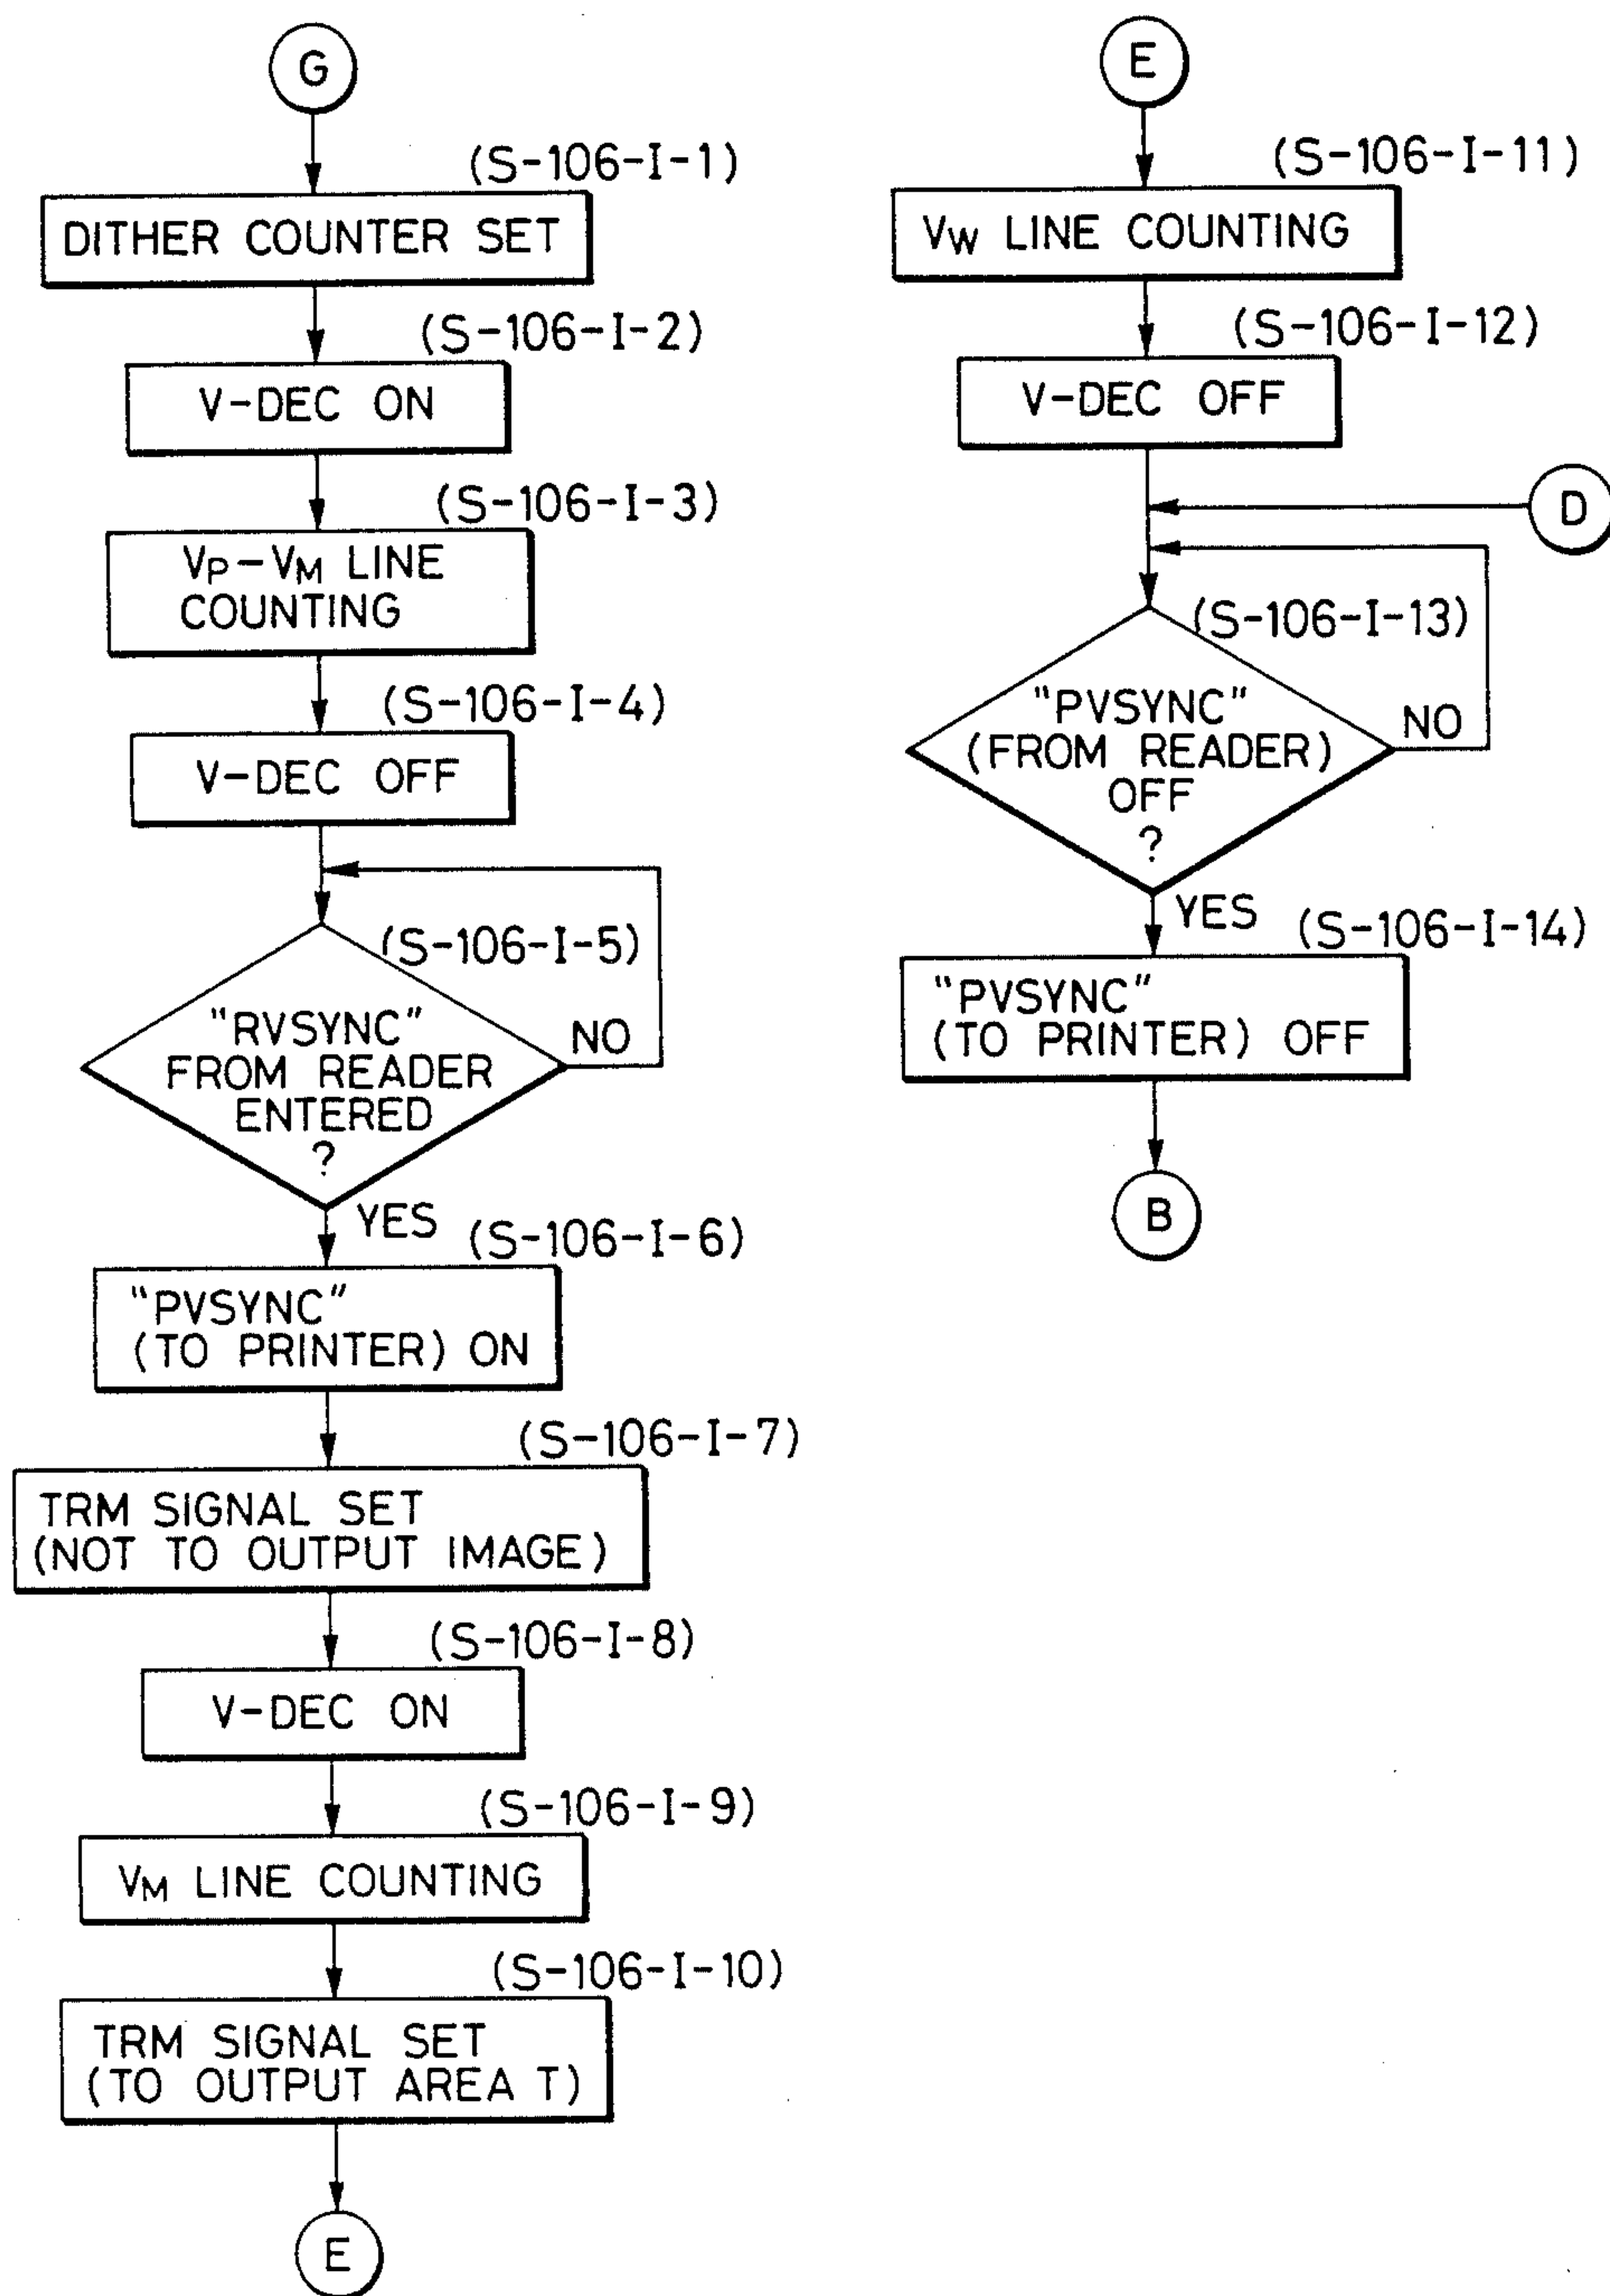 G
(S-106-I-1)
DITHER COUNTER SET
(S-106-I-2)
V-DEC ON
(S-106-I-3)
VP-VM LINE
COUNTING
(S-106-I-4)
V-DEC OFF
(S-106-I-5)
"RVSYNC"
FROM READER
ENTERED
?
NO
YES
(S-106-I-6)
"PVSYNC"
(TO PRINTER) ON
(S-106-I-7)
TRM SIGNAL SET
(NOT TO OUTPUT IMAGE)
(S-106-I-8)
V-DEC ON
(S-106-I-9)
VM LINE COUNTING
(S-106-I-10)
TRM SIGNAL SET
(TO OUTPUT AREA T)
E
E
(S-106-I-11)
VW LINE COUNTING
(S-106-I-12)
V-DEC OFF
D
(S-106-I-13)
"PVSYNC"
(FROM READER)
OFF
?
NO
YES
(S-106-I-14)
"PVSYNC"
(TO PRINTER) OFF
B